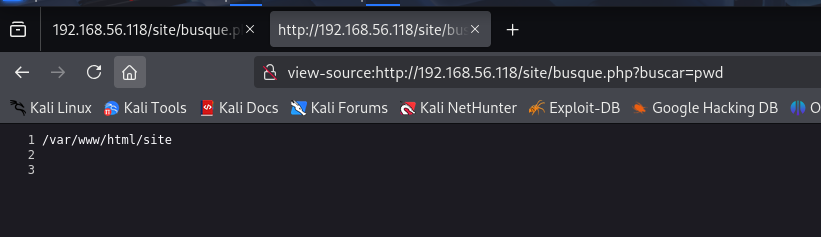 192.168.56.118/site/busque.p
http://192.168.56.118/site/bus
view-source:http://192.168.56.118/site/busque.php?buscar=pwd
Kali Linux Kali Tools Kali Docs Kali Forums Kali NetHunter Exploit-DB Google Hacking DB O
1 /var/www/html/site
2
3